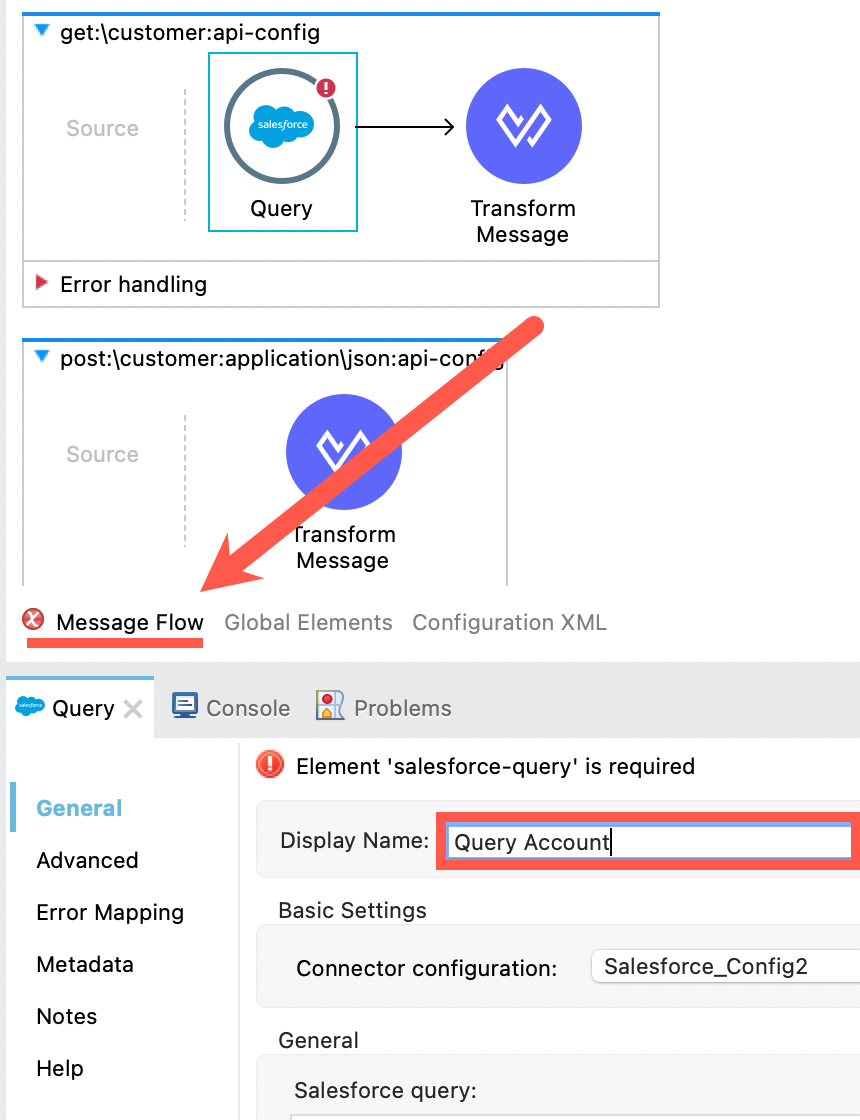 get:\customer:api-config
Source
salesforce
Query
Transform
Message
Error handling
post:\customer:application\json:api-config
Source
Transform
Message
Message Flow
Global Elements
Configuration XML
salesforce
Query
Console
Problems
Element 'salesforce-query' is required
General
Advanced
Error Mapping
Metadata
Notes
Help
Display Name:
Query Account
Basic Settings
Connector configuration:
Salesforce_Config2
General
Salesforce query: